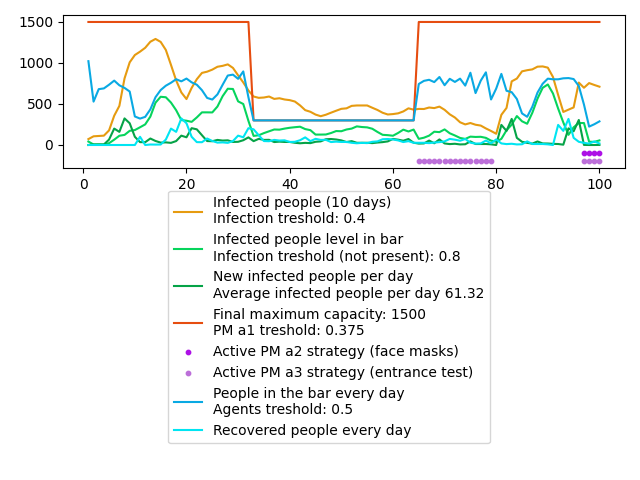 1500
1000
500
0
0 20 40 60 80 100
Infected people (10 days)
Infection treshold: 0.4
Infected people level in bar
Infection treshold (not present): 0.8
New infected people per day
Average infected people per day 61.32
Final maximum capacity: 1500
PM a1 treshold: 0.375
Active PM a2 strategy (face masks)
Active PM a3 strategy (entrance test)
People in the bar every day
Agents treshold: 0.5
Recovered people every day